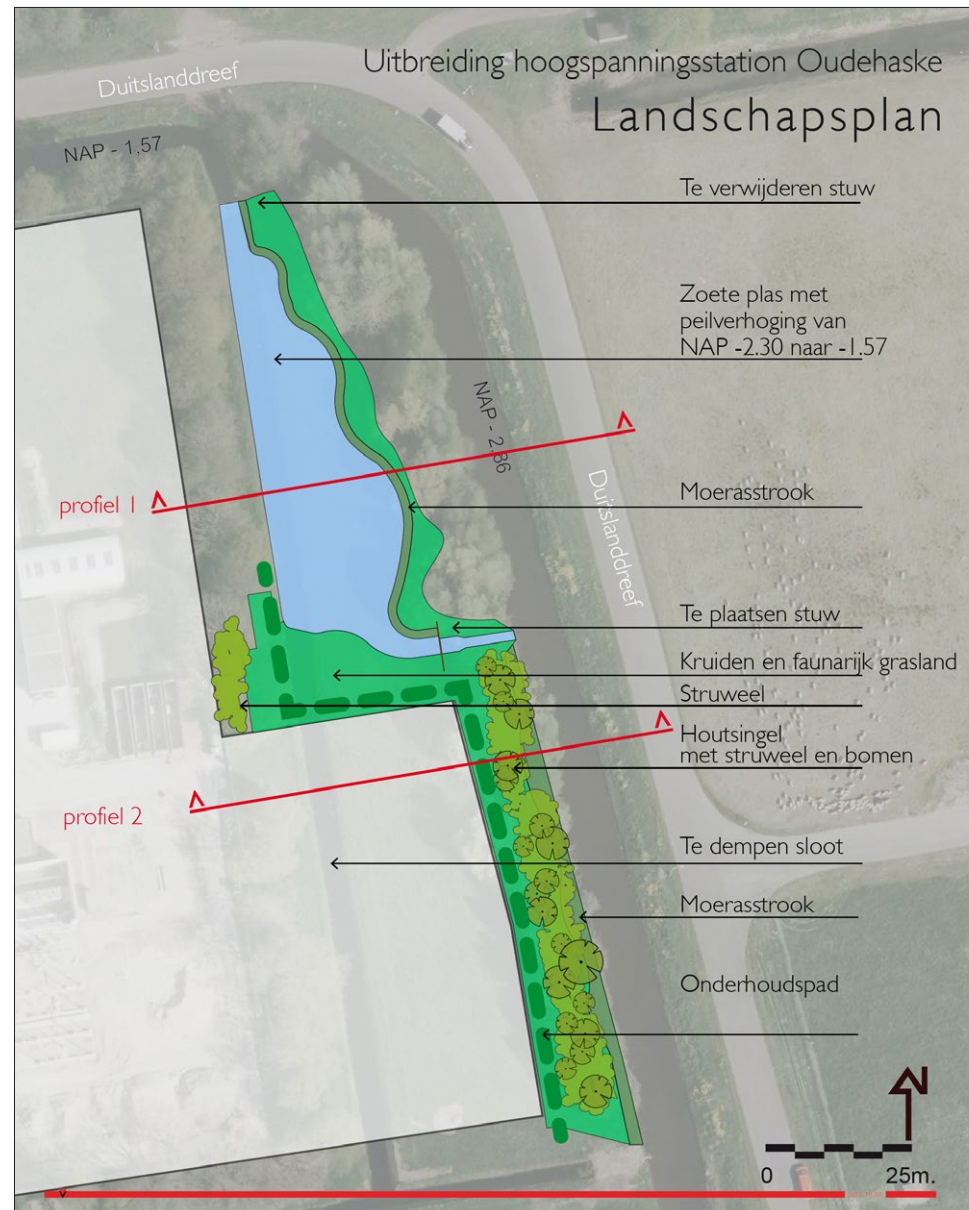 Uitbreiding hoogspanningsstation Oudehaske
Landschapsplan
Duitslanddreef
NAP - 1,57
Te verwijderen stuw
Zoete plas met
peilverhoging van
NAP -2.30 naar -1.57
NAP - 2,86
profiel 1
Moerasstrook
Duitslanddreef
Te plaatsen stuw
Kruiden en faunarijk grasland
Struweel
Houtsingel
met struweel en bomen
profiel 2
Te dempen sloot
Moerasstrook
Onderhoudspad
N
0
25m.